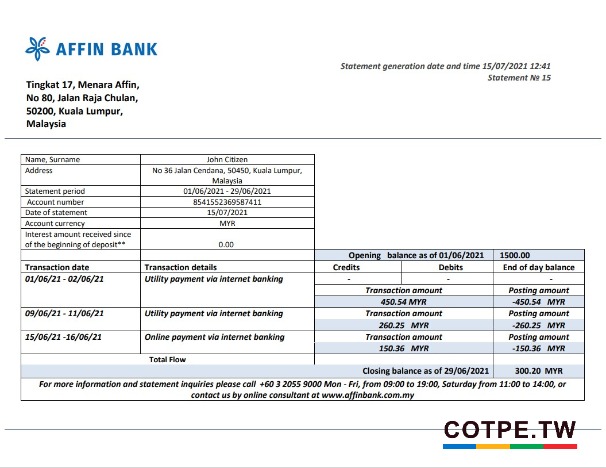 AFFIN BANK
Statement generation date and time 15/07/2021 12:41
Statement № 15
Tingkat 17, Menara Affin,
No 80, Jalan Raja Chulan,
50200, Kuala Lumpur,
Malaysia
Name, Surname John Citizen
Address No 36 Jalan Cendana, 50450, Kuala Lumpur,
Malaysia
Statement period 01/06/2021 - 29/06/2021
Account number 8541552369587411
Date of statement 15/07/2021
Account currency MYR
Interest amount received since
of the beginning of deposit** 0.00
Opening balance as of 01/06/2021 1500.00
Transaction date Transaction details Credits Debits End of day balance
01/06/21 - 02/06/21 Utility payment via internet banking - - -
Transaction amount Posting amount
450.54 MYR -450.54 MYR
09/06/21 - 11/06/21 Utility payment via internet banking Transaction amount Posting amount
260.25 MYR -260.25 MYR
15/06/21 -16/06/21 Online payment via internet banking Transaction amount Posting amount
150.36 MYR -150.36 MYR
Total Flow
Closing balance as of 29/06/2021 300.20 MYR
For more information and statement inquiries please call +60 3 2055 9000 Mon - Fri, from 09:00 to 19:00, Saturday from 11:00 to 14:00, or
contact us by online consultant at www.affinbank.com.my
COTPE.TW